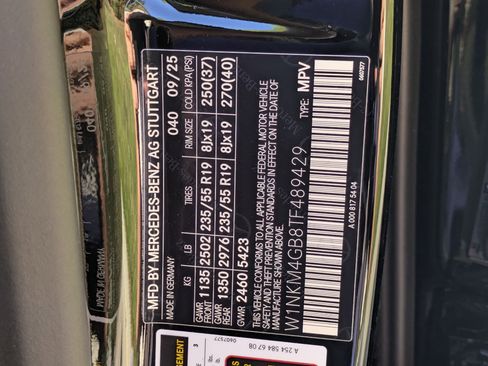 MFD BY MERCEDES-BENZ AG STUTTGART
MADE IN GERMANY 040 09/25
KG LB TIRES RIM SIZE COLD KPA(PSI)
GAWR FRONT 1135 2502 235/55 R19 8Jx19 250(37)
GAWR REAR 1350 2976 235/55 R19 8Jx19 270(40)
GVWR 2460 5423
THIS VEHICLE CONFORMS TO ALL APPLICABLE FEDERAL MOTOR VEHICLE
SAFETY AND THEFT PREVENTION STANDARDS IN EFFECT ON THE DATE OF
MANUFACTURE SHOWN ABOVE.
W1NKM4GB8TF489429 TYPE: MPV
A 000 817 54 04
0607577
A 254 584 67 08
0607577
3